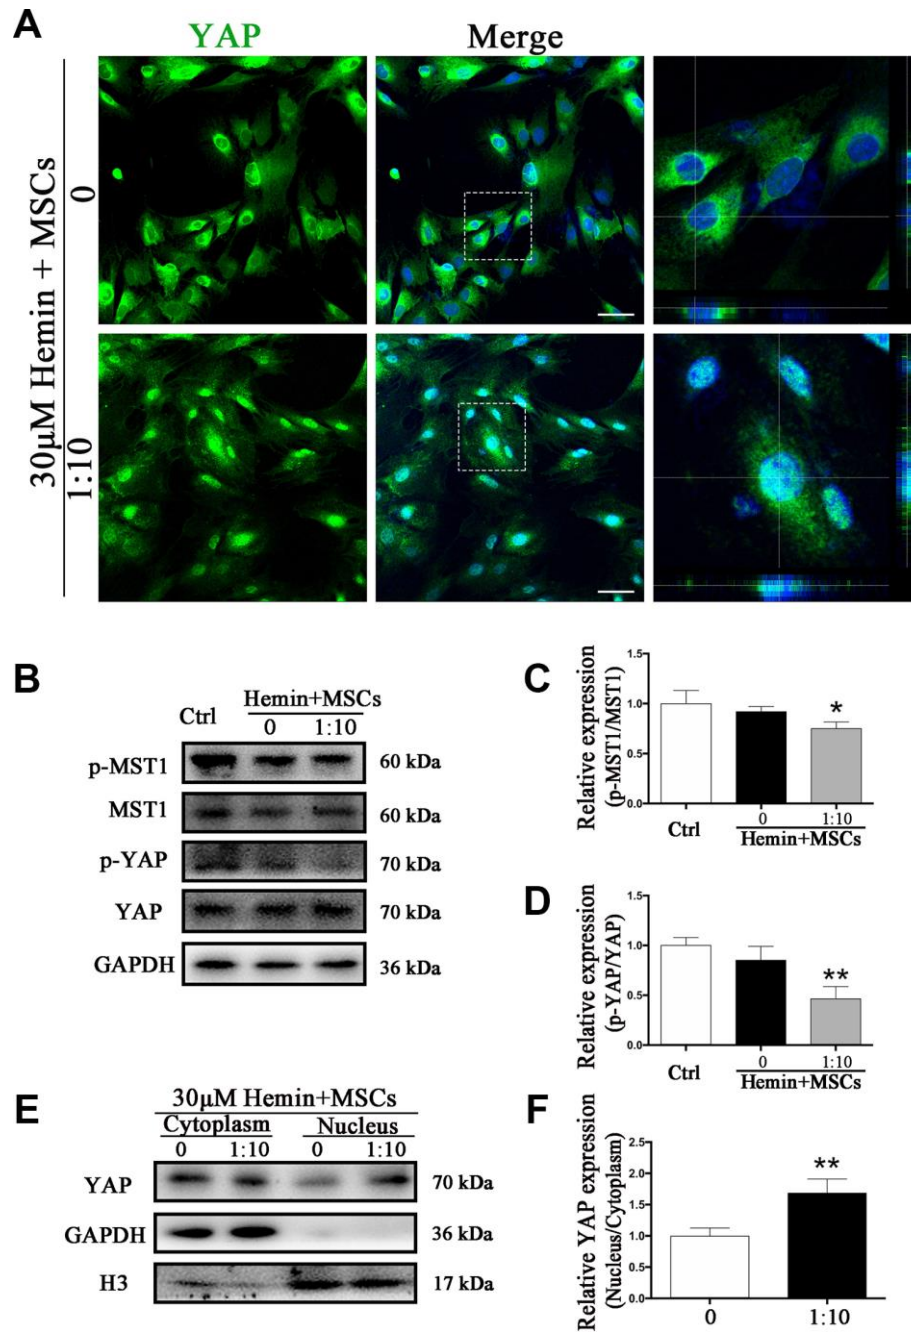 A
YAP
Merge
30μM Hemin + MSCs
0
1:10
B
Hemin+MSCs
Ctrl
0
1:10
p-MST1
60 kDa
MST1
60 kDa
p-YAP
70 kDa
YAP
70 kDa
GAPDH
36 kDa
C
Relative expression
(p-MST1/MST1)
1.5
1.0
0.5
0.0
*
Ctrl
0
1:10
Hemin+MSCs
D
Relative expression
(p-YAP/YAP)
1.5
1.0
0.5
0.0
**
Ctrl
0
1:10
Hemin+MSCs
E
30μM Hemin+MSCs
Cytoplasm
Nucleus
0
1:10
0
1:10
YAP
70 kDa
GAPDH
36 kDa
H3
17 kDa
F
Relative YAP expression
(Nucleus/Cytoplasm)
2.5
2.0
1.5
1.0
0.5
0.0
**
0
1:10